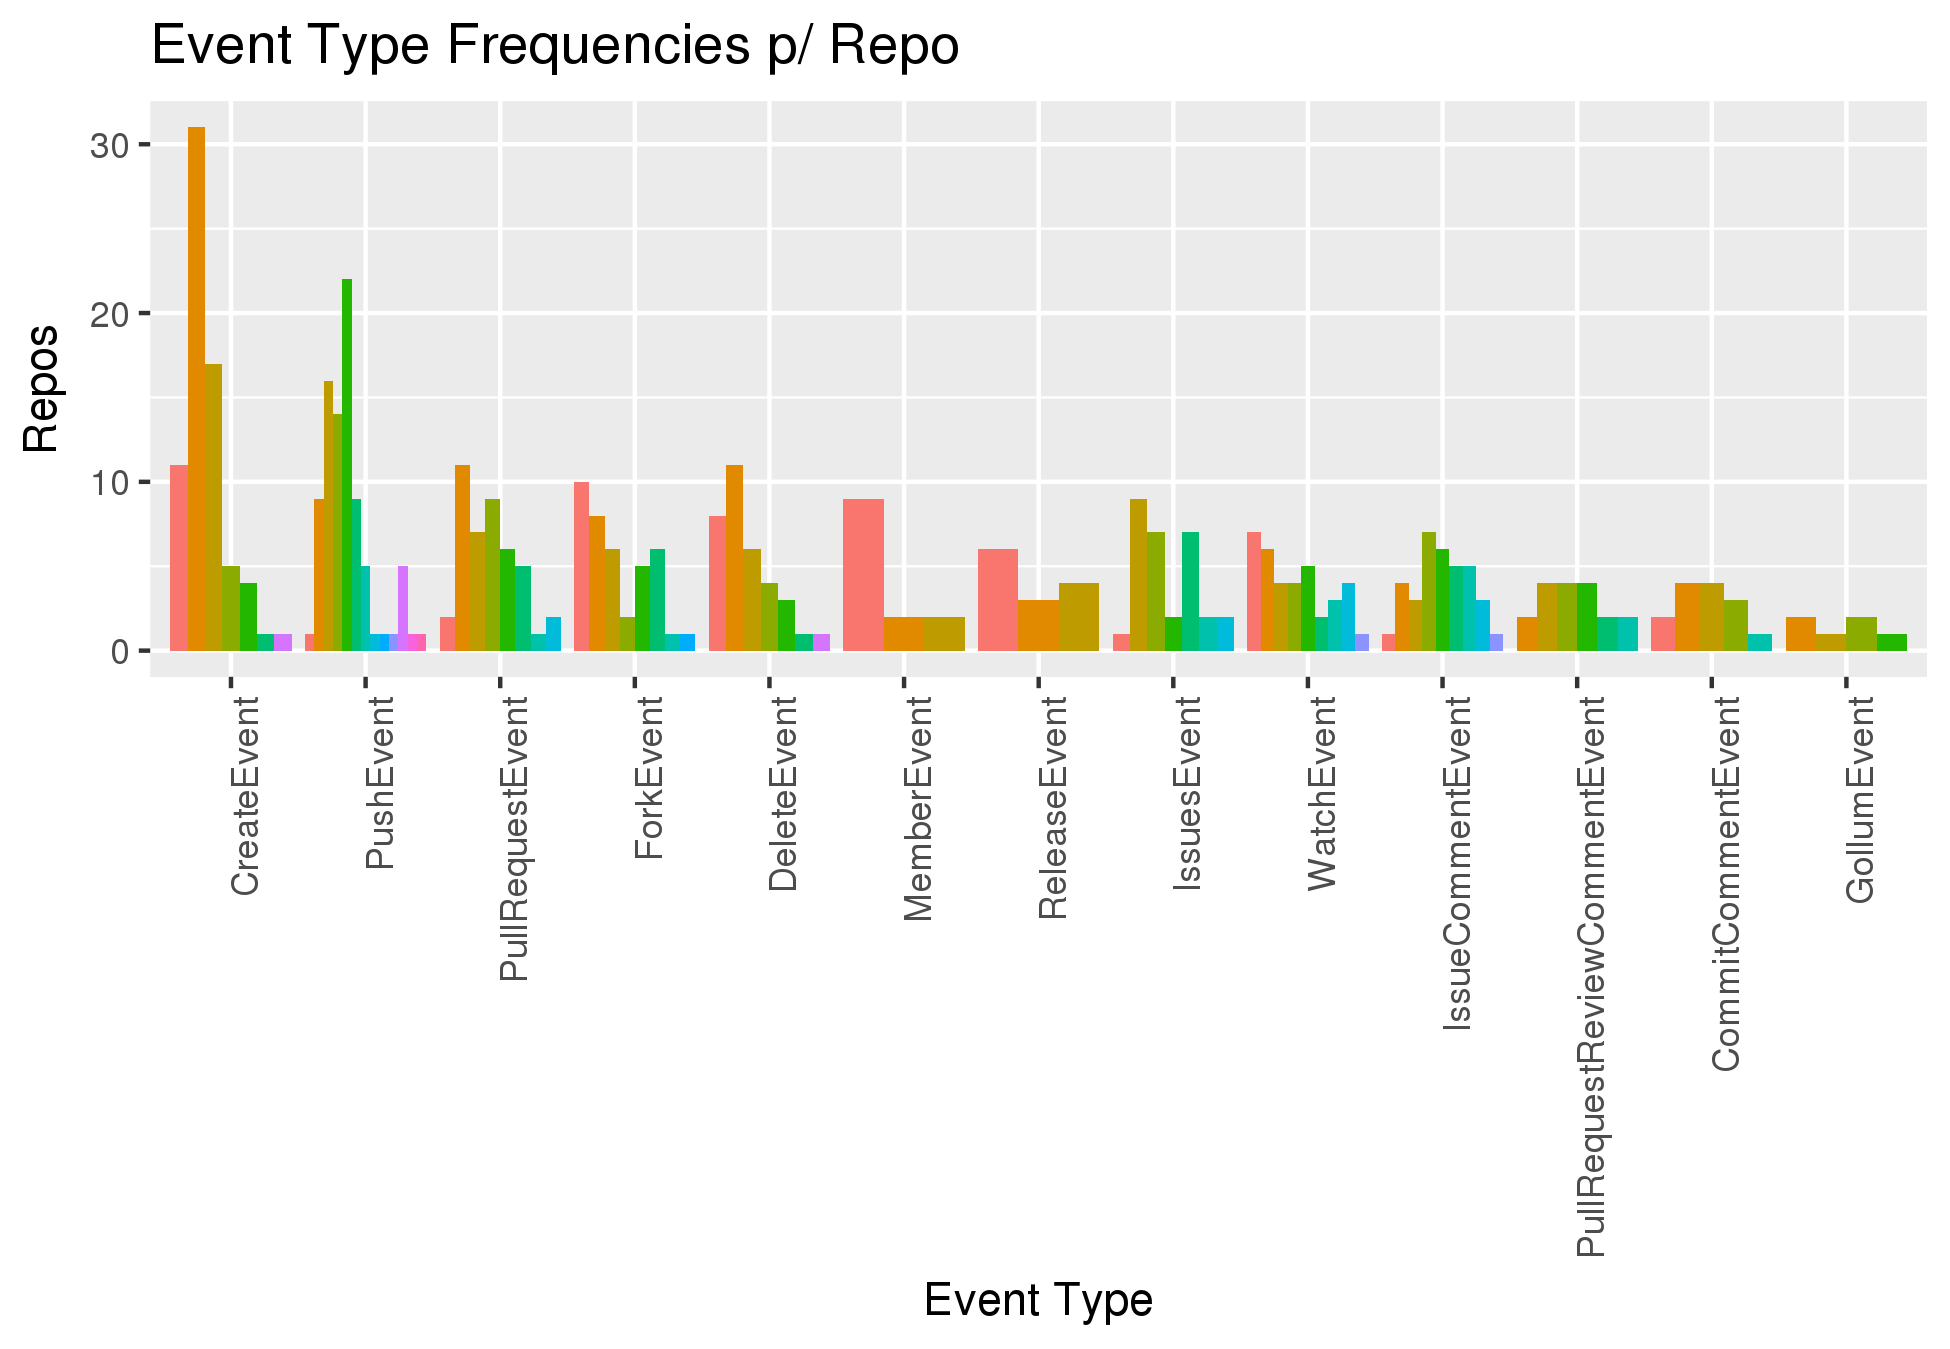 Event Type Frequencies p/ Repo
Repos
30
20
10
0
CreateEvent
PushEvent
PullRequestEvent
ForkEvent
DeleteEvent
MemberEvent
ReleaseEvent
IssuesEvent
WatchEvent
IssueCommentEvent
PullRequestReviewCommentEvent
CommitCommentEvent
GollumEvent
Event Type